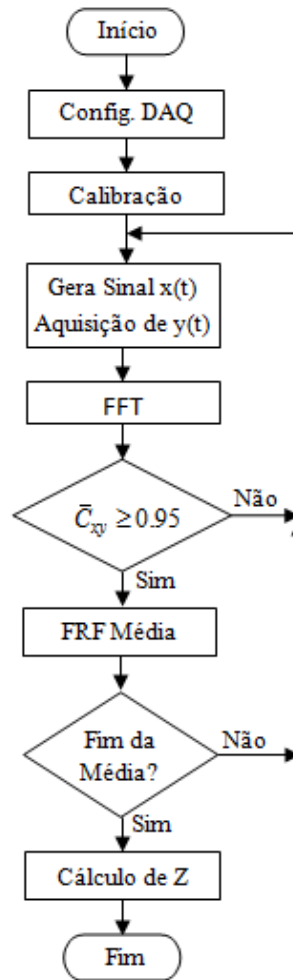 Início
Config. DAQ
Calibração
Gera Sinal x(t)
Aquisição de y(t)
FFT
C̄xy ≥ 0.95
Não
Sim
FRF Média
Fim da
Média?
Não
Sim
Cálculo de Z
Fim